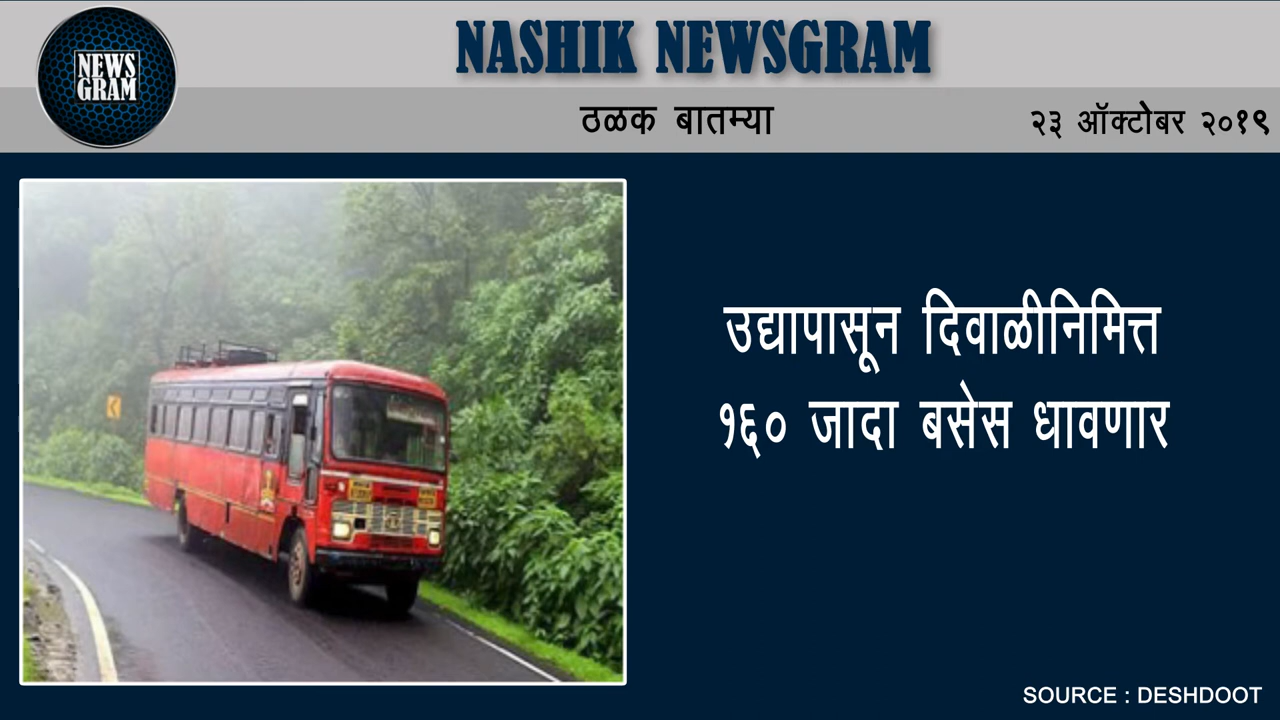 NEWS
GRAM
NASHIK NEWSGRAM
ठळक बातम्या
२३ ऑक्टोबर २०१९
उद्यापासून दिवाळीनिमित्त
१६० जादा बसेस धावणार
SOURCE : DESHDOOT